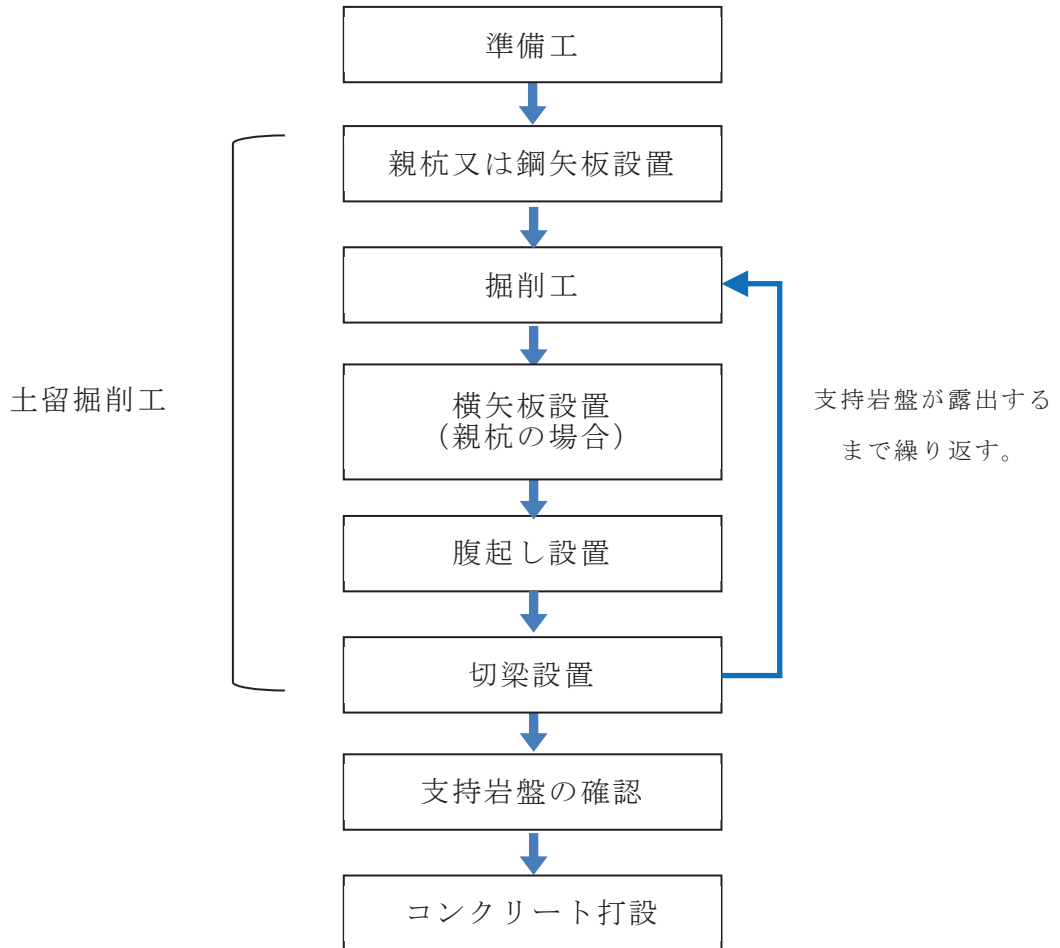 準備工
親杭又は鋼矢板設置
掘削工
横矢板設置
（親杭の場合）
腹起し設置
切梁設置
支持岩盤の確認
コンクリート打設
土留掘削工
支持岩盤が露出する
まで繰り返す。